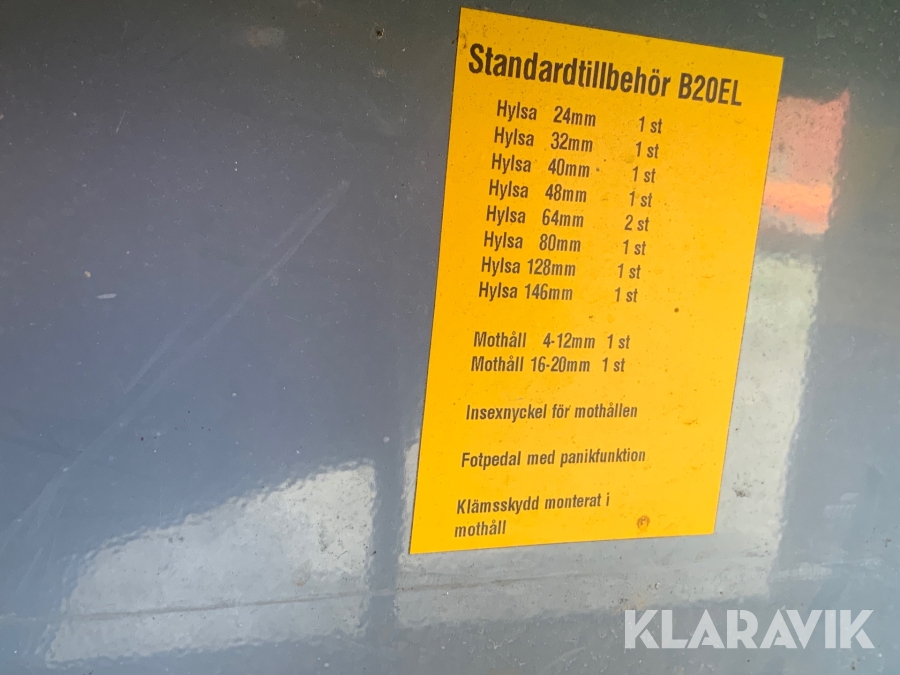 Standardtillbehör B20EL
Hylsa 24mm 1 st
Hylsa 32mm 1 st
Hylsa 40mm 1 st
Hylsa 48mm 1 st
Hylsa 64mm 2 st
Hylsa 80mm 1 st
Hylsa 128mm 1 st
Hylsa 146mm 1 st
Mothåll 4-12mm 1 st
Mothåll 16-20mm 1 st
Insexnyckel för mothållen
Fotpedal med panikfunktion
Klämsskydd monterat i
mothåll
KLARAVIK